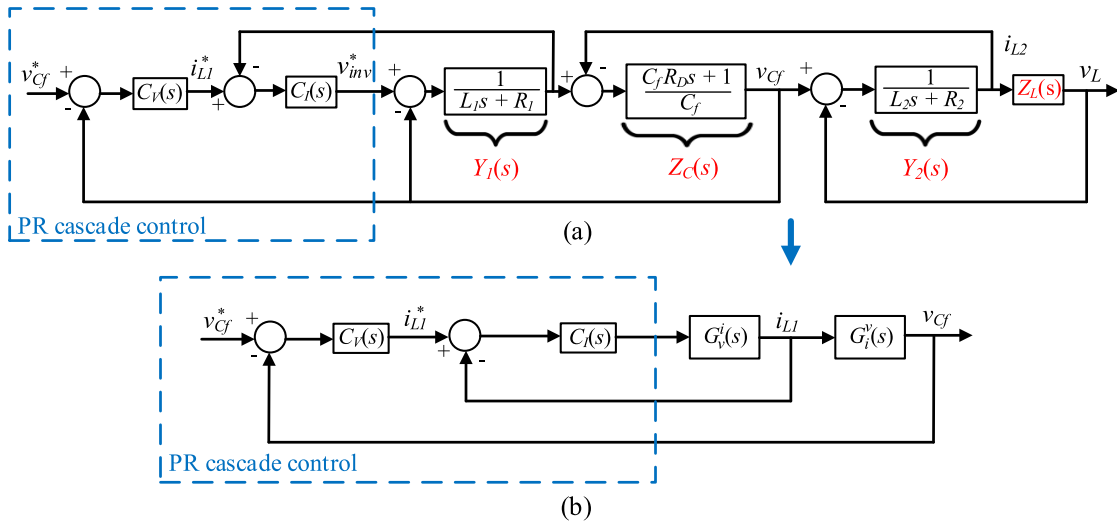 v*Cf
+
-
CV(s)
i*L1
-
+
CI(s)
v*inv
+
-
1
L1s + R1
Y1(s)
+
-
CfRDs + 1
Cf
ZC(s)
vCf
+
-
1
L2s + R2
Y2(s)
iL2
ZL(s)
vL
PR cascade control
(a)
v*Cf
+
-
CV(s)
i*L1
+
-
CI(s)
Giv(s)
iL1
Gvi(s)
vCf
PR cascade control
(b)